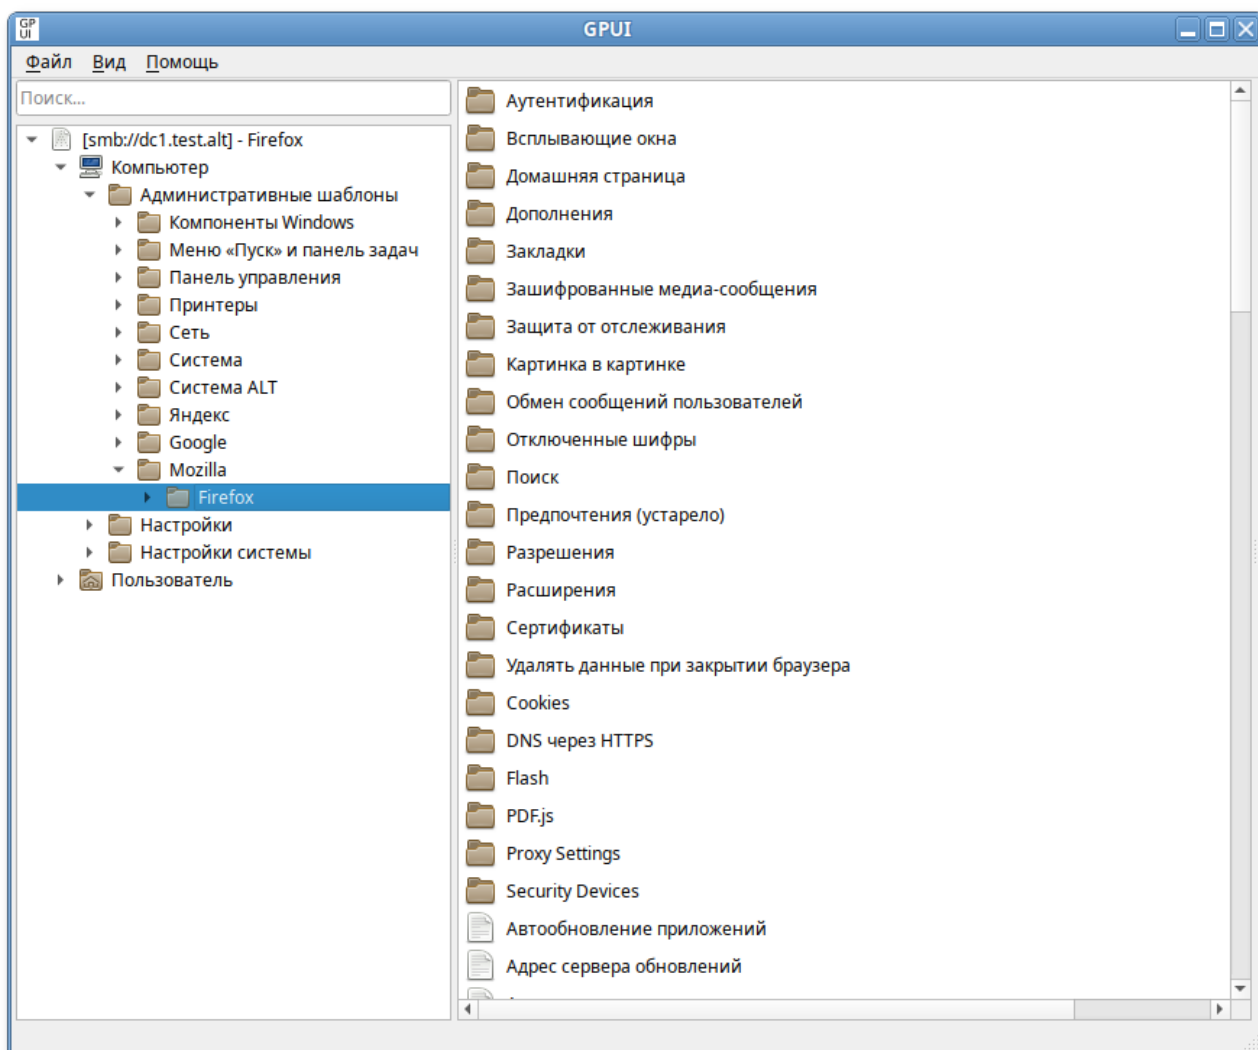 GP
UI
GPUI
Файл Вид Помощь
Поиск...
[smb://dc1.test.alt] - Firefox
Компьютер
Административные шаблоны
Компоненты Windows
Меню «Пуск» и панель задач
Панель управления
Принтеры
Сеть
Система
Система ALT
Яндекс
Google
Mozilla
Firefox
Настройки
Настройки системы
Пользователь
Аутентификация
Всплывающие окна
Домашняя страница
Дополнения
Закладки
Зашифрованные медиа-сообщения
Защита от отслеживания
Картинка в картинке
Обмен сообщений пользователей
Отключенные шифры
Поиск
Предпочтения (устарело)
Разрешения
Расширения
Сертификаты
Удалять данные при закрытии браузера
Cookies
DNS через HTTPS
Flash
PDF.js
Proxy Settings
Security Devices
Автообновление приложений
Адрес сервера обновлений